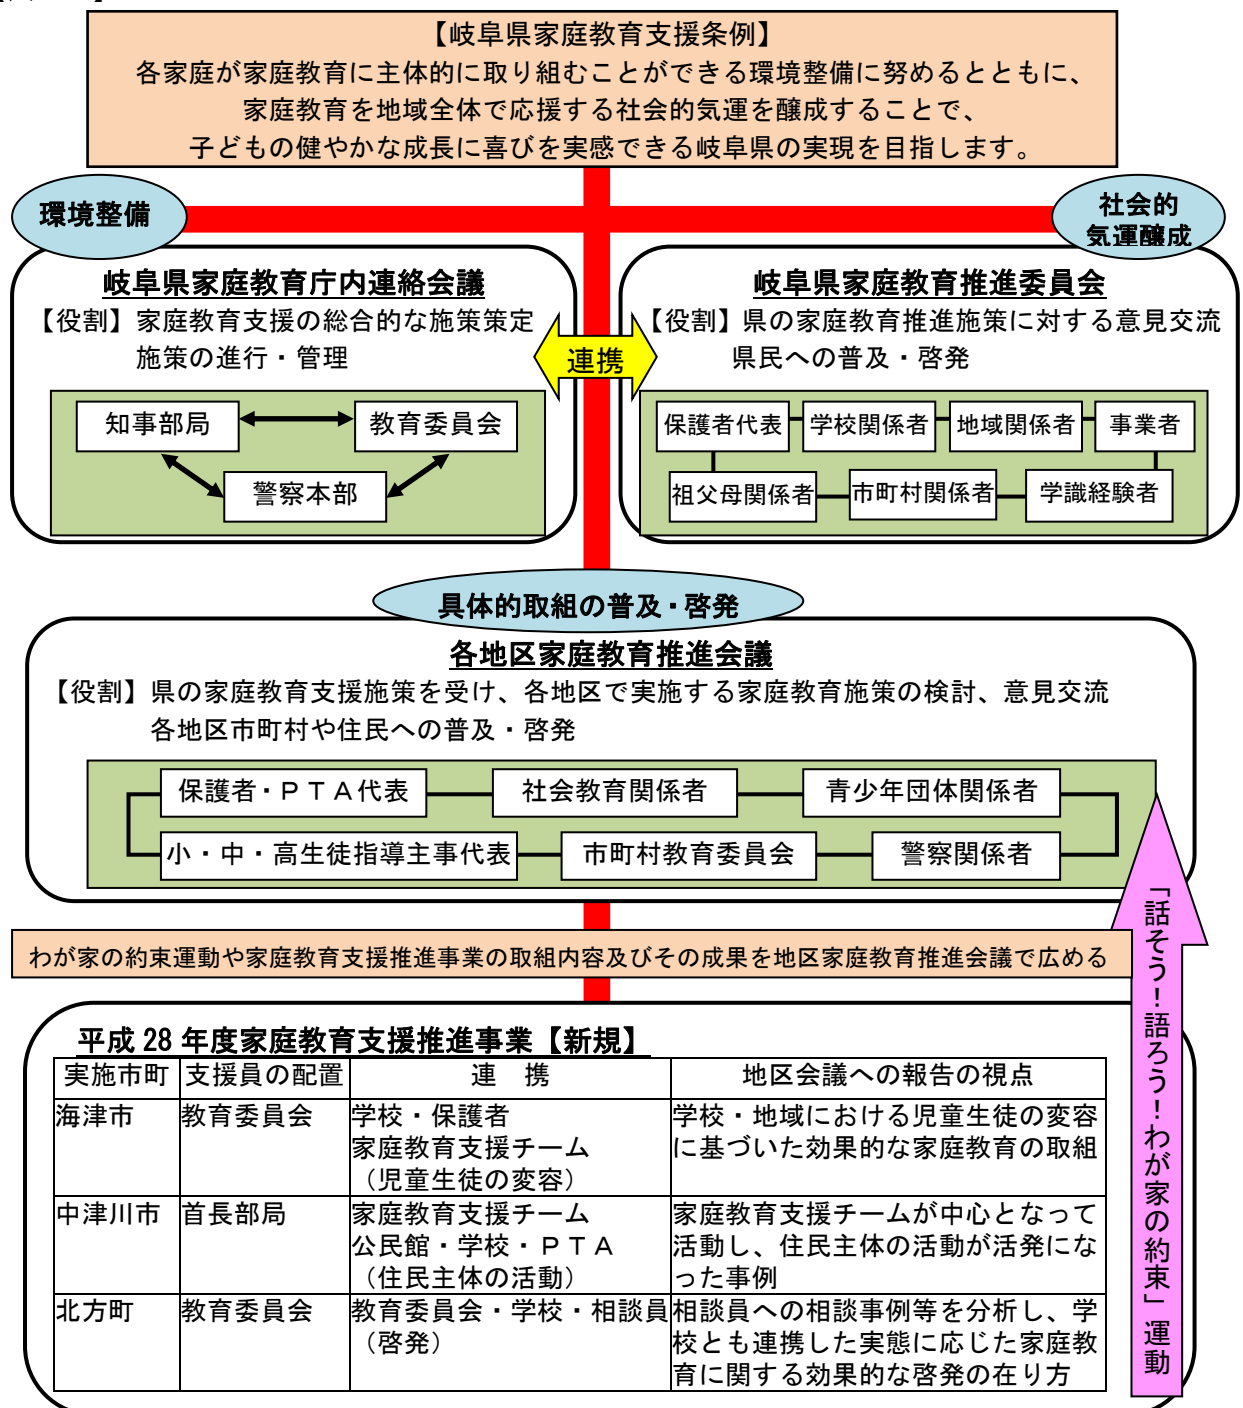 【岐阜県家庭教育支援条例】
各家庭が家庭教育に主体的に取り組むことができる環境整備に努めるとともに、
家庭教育を地域全体で応援する社会的気運を醸成することで、
子どもの健やかな成長に喜びを実感できる岐阜県の実現を目指します。
環境整備
社会的
気運醸成
岐阜県家庭教育庁内連絡会議
【役割】家庭教育支援の総合的な施策策定
施策の進行・管理
知事部局
教育委員会
警察本部
連携
岐阜県家庭教育推進委員会
【役割】県の家庭教育推進施策に対する意見交流
県民への普及・啓発
保護者代表
学校関係者
地域関係者
事業者
祖父母関係者
市町村関係者
学識経験者
具体的取組の普及・啓発
各地区家庭教育推進会議
【役割】県の家庭教育支援施策を受け、各地区で実施する家庭教育施策の検討、意見交流
各地区市町村や住民への普及・啓発
保護者・ＰＴＡ代表
社会教育関係者
青少年団体関係者
小・中・高生徒指導主事代表
市町村教育委員会
警察関係者
わが家の約束運動や家庭教育支援推進事業の取組内容及びその成果を地区家庭教育推進会議で広める
「話そう！語ろう！わが家の約束」運動
平成 28 年度家庭教育支援推進事業【新規】
実施市町 支援員の配置 連　携 地区会議への報告の視点
海津市 教育委員会 学校・保護者 学校・地域における児童生徒の変容
家庭教育支援チーム に基づいた効果的な家庭教育の取組
（児童生徒の変容）
中津川市 首長部局 家庭教育支援チーム 家庭教育支援チームが中心となって
公民館・学校・ＰＴＡ 活動し、住民主体の活動が活発にな
（住民主体の活動） った事例
北方町 教育委員会 教育委員会・学校・相談員 相談員への相談事例等を分析し、学
（啓発） 校とも連携した実態に応じた家庭教
育に関する効果的な啓発の在り方